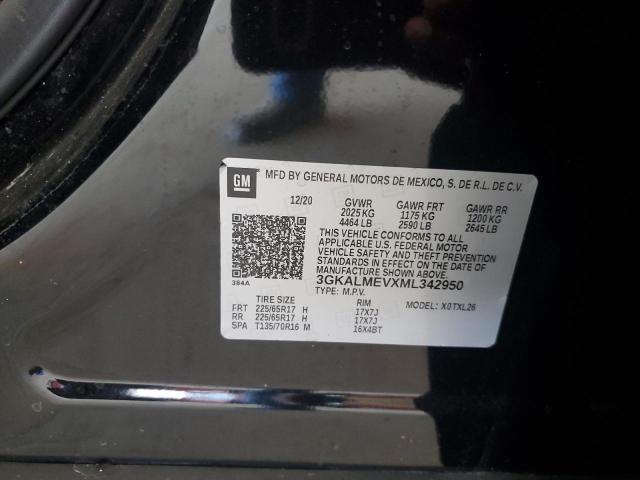 GM MFD BY GENERAL MOTORS DE MEXICO, S. DE R.L. DE C.V.
12/20 GVWR GAWR FRT GAWR RR
2025 KG 1175 KG 1200 KG
4464 LB 2590 LB 2645 LB
THIS VEHICLE CONFORMS TO ALL
APPLICABLE U.S. FEDERAL MOTOR
VEHICLE SAFETY AND THEFT PREVENTION
STANDARDS IN EFFECT ON THE DATE OF
MANUFACTURE SHOWN ABOVE.
384A 3GKALMEVXML342950
TYPE: M.P.V. MODEL: X0TXL26
TIRE SIZE RIM
FRT 225/65R17 H 17X7J
RR 225/65R17 H 17X7J
SPA T135/70R16 M 16X4BT